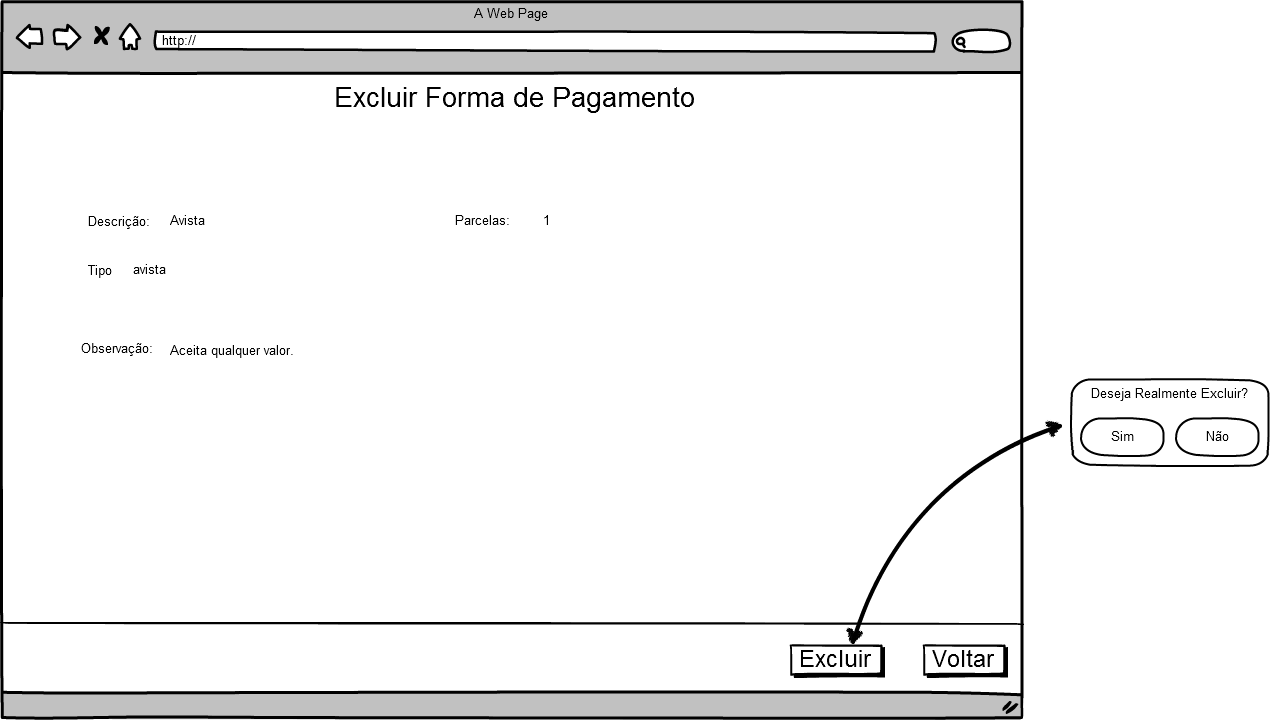 A Web Page
http://
Excluir Forma de Pagamento
Descrição: Avista Parcelas: 1
Tipo avista
Observação: Aceita qualquer valor.
Deseja Realmente Excluir?
Sim Não
Excluir Voltar